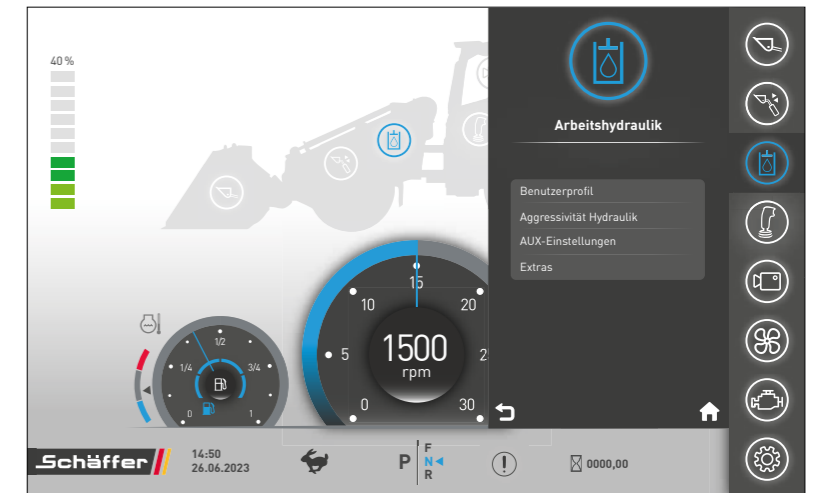 40 %
Arbeitshydraulik
Benutzerprofil
Aggressivität Hydraulik
AUX-Einstellungen
Extras
15
10
20
5
1500
2
rpm
0
30
1/2
1/4
3/4
0
1
Schäffer
14:50
26.06.2023
P
F
N
R
0000,00